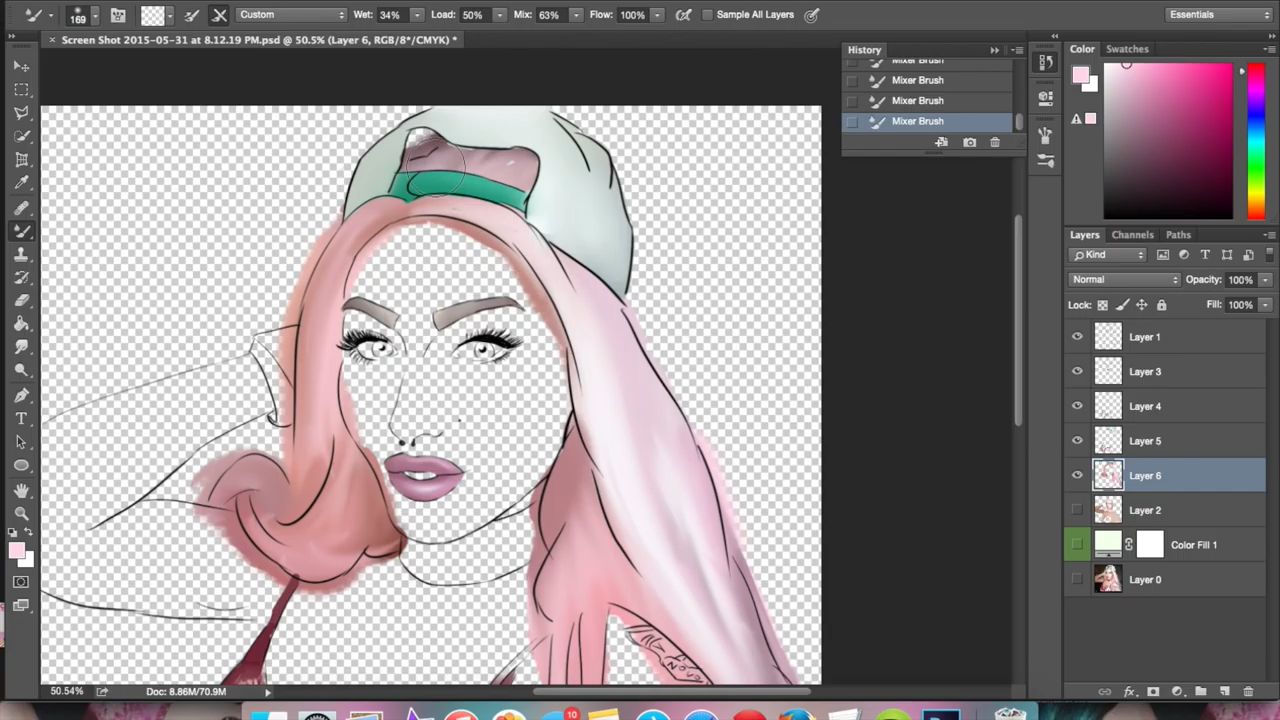 169 Custom Wet: 34% Load: 50% Mix: 63% Flow: 100% Sample All Layers Essentials
× Screen Shot 2015-05-31 at 8.12.19 PM.psd @ 50.5% (Layer 6, RGB/8*/CMYK) *
History
Mixer Brush
Mixer Brush
Mixer Brush
Mixer Brush
Color Swatches
Layers Channels Paths
Kind
Normal Opacity: 100%
Lock: Fill: 100%
Layer 1
Layer 3
Layer 4
Layer 5
Layer 6
Layer 2
Color Fill 1
Layer 0
50.54% Doc: 8.86M/70.9M
10